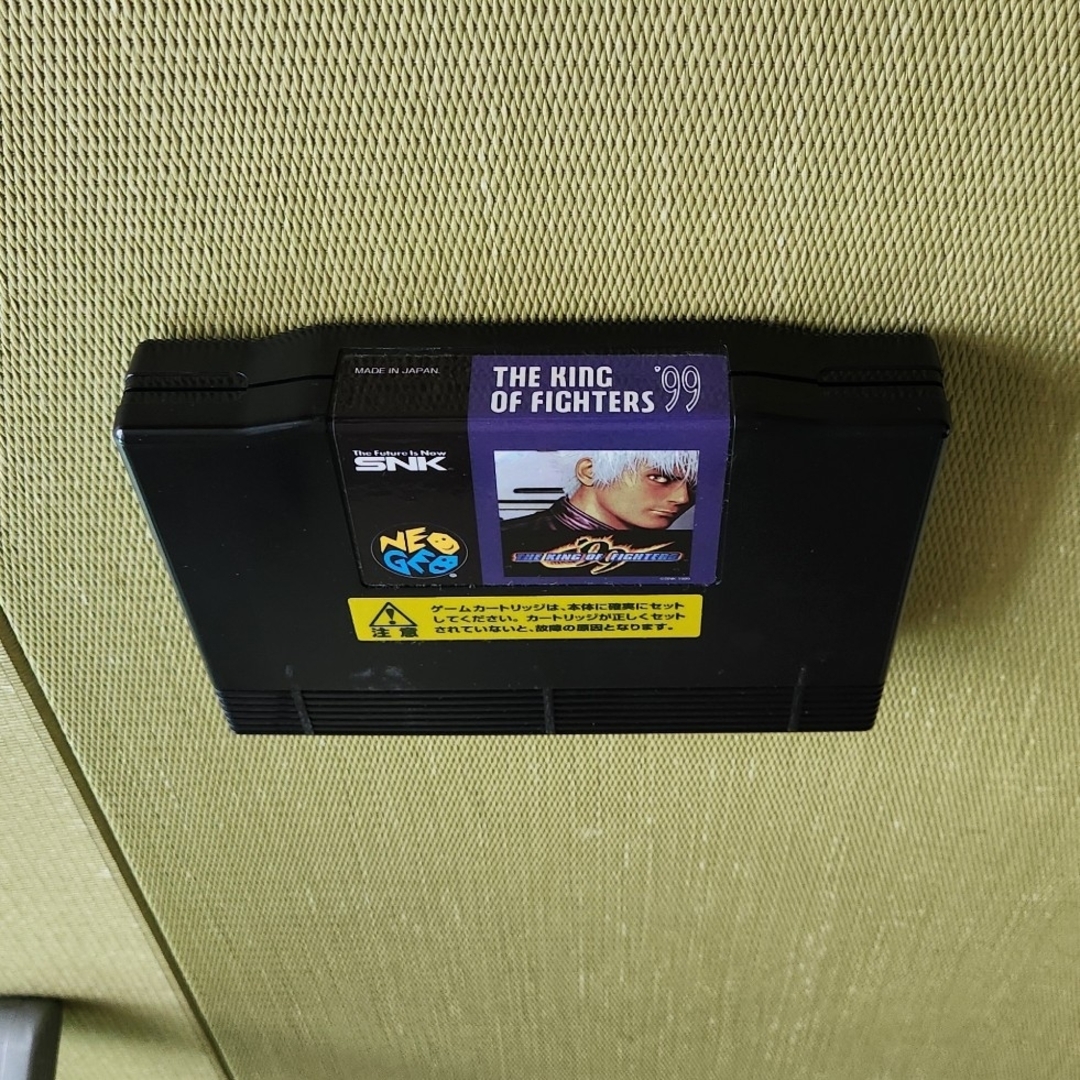 MADE IN JAPAN.
THE KING
OF FIGHTERS '99
The Future Is Now
SNK
NEO
GEO
THE KING OF FIGHTERS
99
注意
ゲームカートリッジは、本体に確実にセット
してください。カートリッジが正しくセット
されていないと、故障の原因となります。